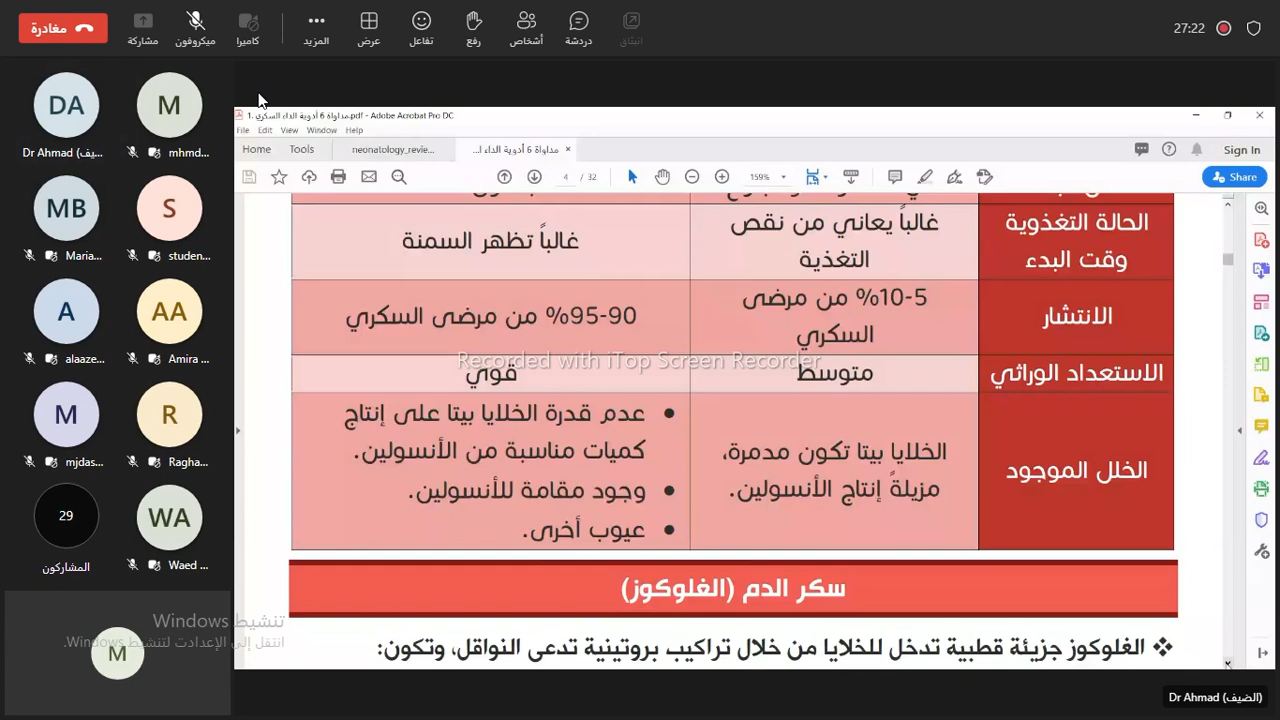 مغادرة
مشاركة
ميكروفون
كاميرا
المزيد
عرض
تفاعل
رفع
أشخاص
دردشة
انبثاق
27:22
DA
M
Dr Ahmad (الضيف)
mhmd...
MB
S
Maria...
studen...
A
AA
alaaze...
Amira ...
M
R
mjdas...
Ragha...
29
WA
المشاركون
Waed ...
M
تنشيط Windows
انتقل إلى الإعدادات لتنشيط Windows.
Dr Ahmad (الضيف)
1. مداواة 6 أدوية الداء السكري.pdf - Adobe Acrobat Pro DC
File Edit View Window Help
Home
Tools
neonatology_revie...
مداواة 6 أدوية الداء ا...
Sign In
4 / 32
159%
Share
الحالة التغذوية وقت البدء
غالباً يعاني من نقص التغذية
غالباً تظهر السمنة
الانتشار
5-10% من مرضى السكري
90-95% من مرضى السكري
الاستعداد الوراثي
متوسط
قوي
Recorded with iTop Screen Recorder
الخلل الموجود
الخلايا بيتا تكون مدمرة،
مزيلةً إنتاج الأنسولين.
• عدم قدرة الخلايا بيتا على إنتاج
كميات مناسبة من الأنسولين.
• وجود مقامة للأنسولين.
• عيوب أخرى.
سكر الدم (الغلوكوز)
❖ الغلوكوز جزيئة قطبية تدخل للخلايا من خلال تراكيب بروتينية تدعى النواقل، وتكون: